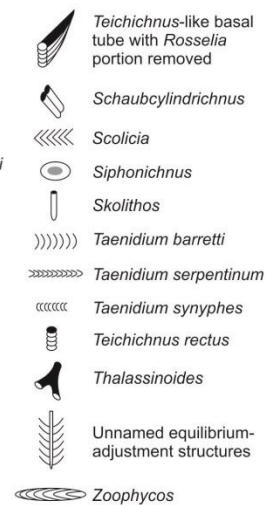 Teichichnus-like basal
tube with Rosselia
portion removed
Schaubcylindrichnus
Scolicia
i
Siphonichnus
Skolithos
Taenidium barretti
Taenidium serpentinum
Taenidium synyphes
Teichichnus rectus
Thalassinoides
Unnamed equilibrium-
adjustment structures
Zoophycos